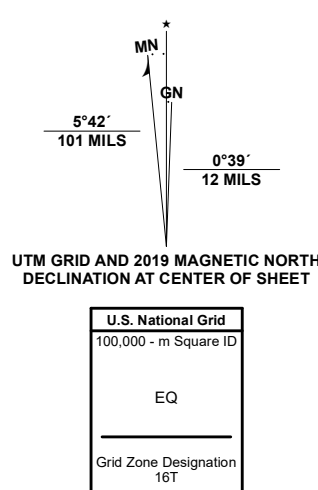 MN
GN
5°42´
101 MILS
0°39´
12 MILS
UTM GRID AND 2019 MAGNETIC NORTH
DECLINATION AT CENTER OF SHEET
U.S. National Grid
100,000 - m Square ID
EQ
Grid Zone Designation
16T